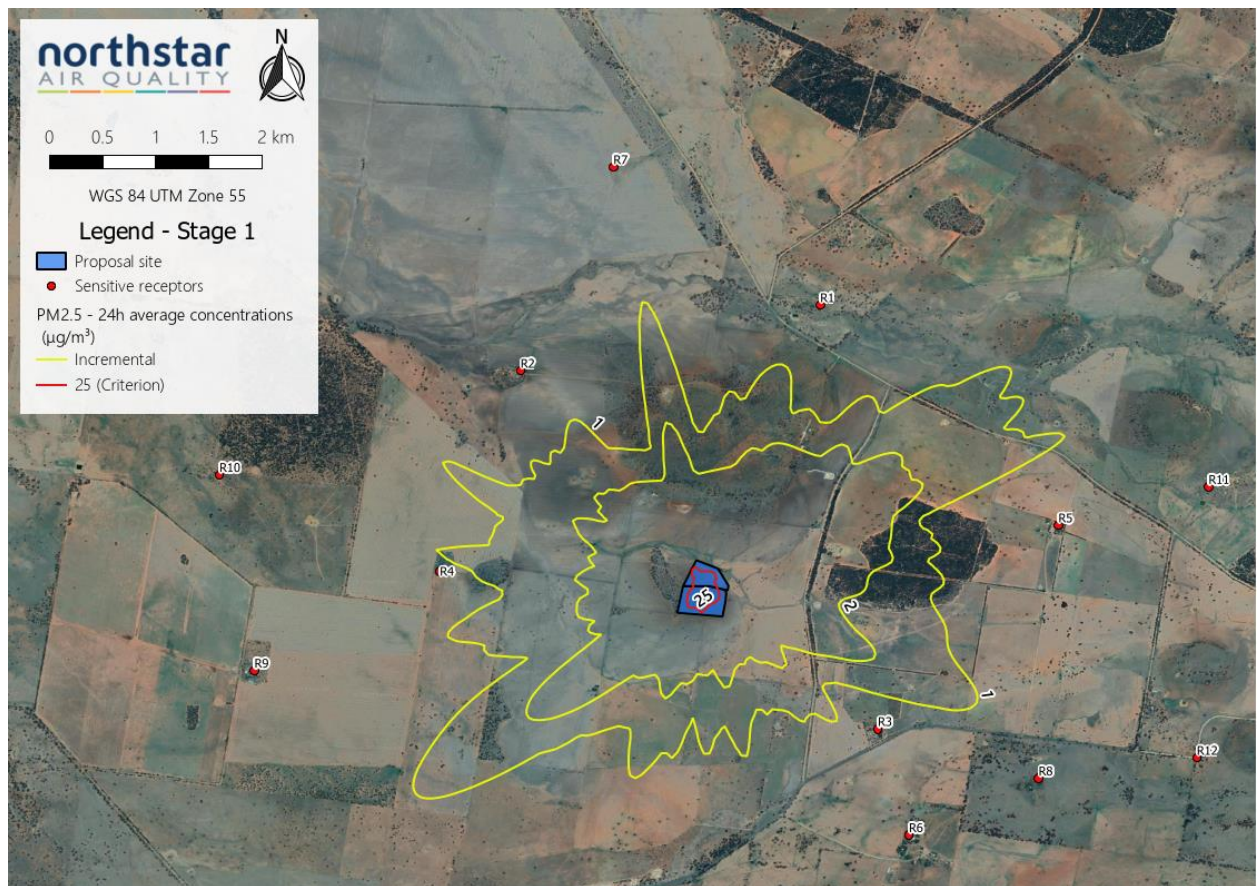 northstar
AIR QUALITY
N
0 0.5 1 1.5 2 km
WGS 84 UTM Zone 55
Legend - Stage 1
Proposal site
Sensitive receptors
PM2.5 - 24h average concentrations
(µg/m³)
Incremental
25 (Criterion)
R7
R1
R2
1
R10
R11
R5
R4
25
2
R9
1
R3
R12
R8
R6